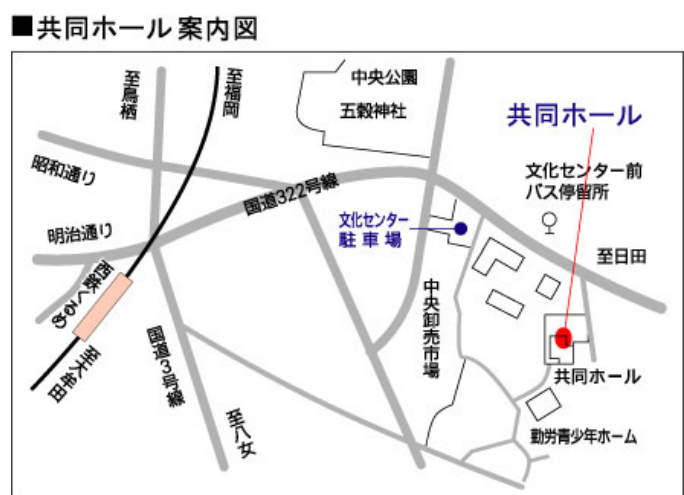 ■共同ホール 案内図
至鳥栖
至福岡
中央公園
五穀神社
共同ホール
昭和通り
国道322号線
文化センター前
バス停留所
明治通り
文化センター
駐車場
至日田
西鉄くるめ
至大牟田
国道3号線
中央卸売市場
共同ホール
至八女
勤労青少年ホーム